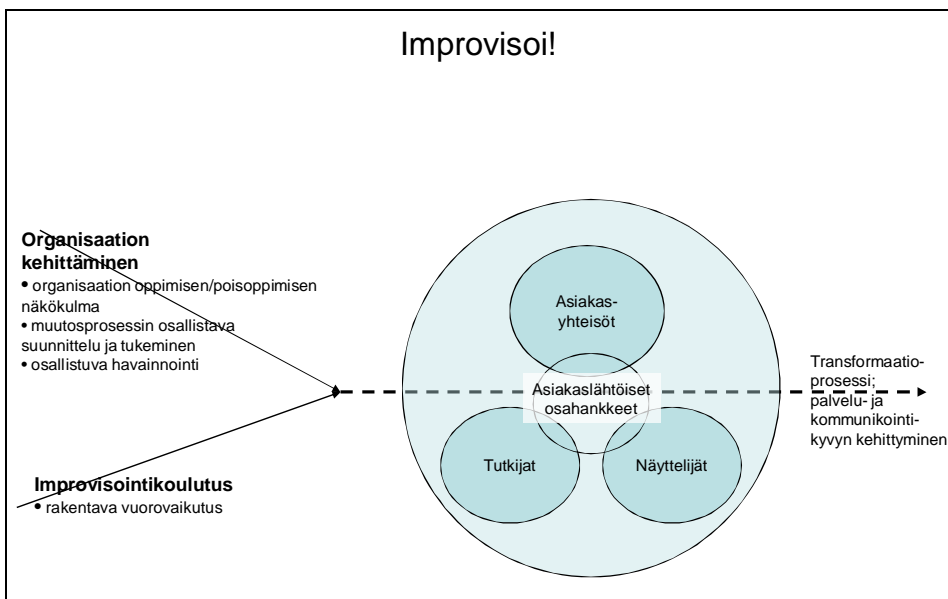 Improvisoi!
Organisaation
kehittäminen
• organisaation oppimisen/poisoppimisen
näkökulma
• muutosprosessin osallistava
suunnittelu ja tukeminen
• osallistuva havainnointi
Improvisointikoulutus
• rakentava vuorovaikutus
Asiakas-
yhteisöt
Asiakaslähtöiset
osahankkeet
Tutkijat
Näyttelijät
Transformaatio-
prosessi;
palvelu- ja
kommunikointi-
kyvyn kehittyminen